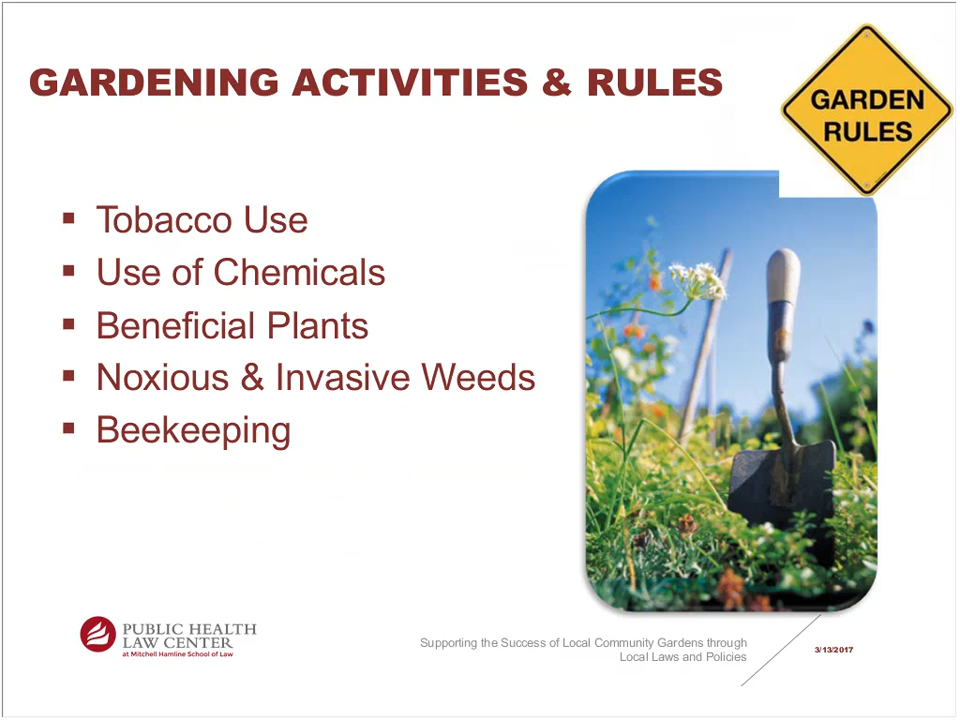 GARDENING ACTIVITIES & RULES
GARDEN
RULES
▪ Tobacco Use
▪ Use of Chemicals
▪ Beneficial Plants
▪ Noxious & Invasive Weeds
▪ Beekeeping
PUBLIC HEALTH
LAW CENTER
at Mitchell Hamline School of Law
Supporting the Success of Local Community Gardens through
Local Laws and Policies
3/13/2017